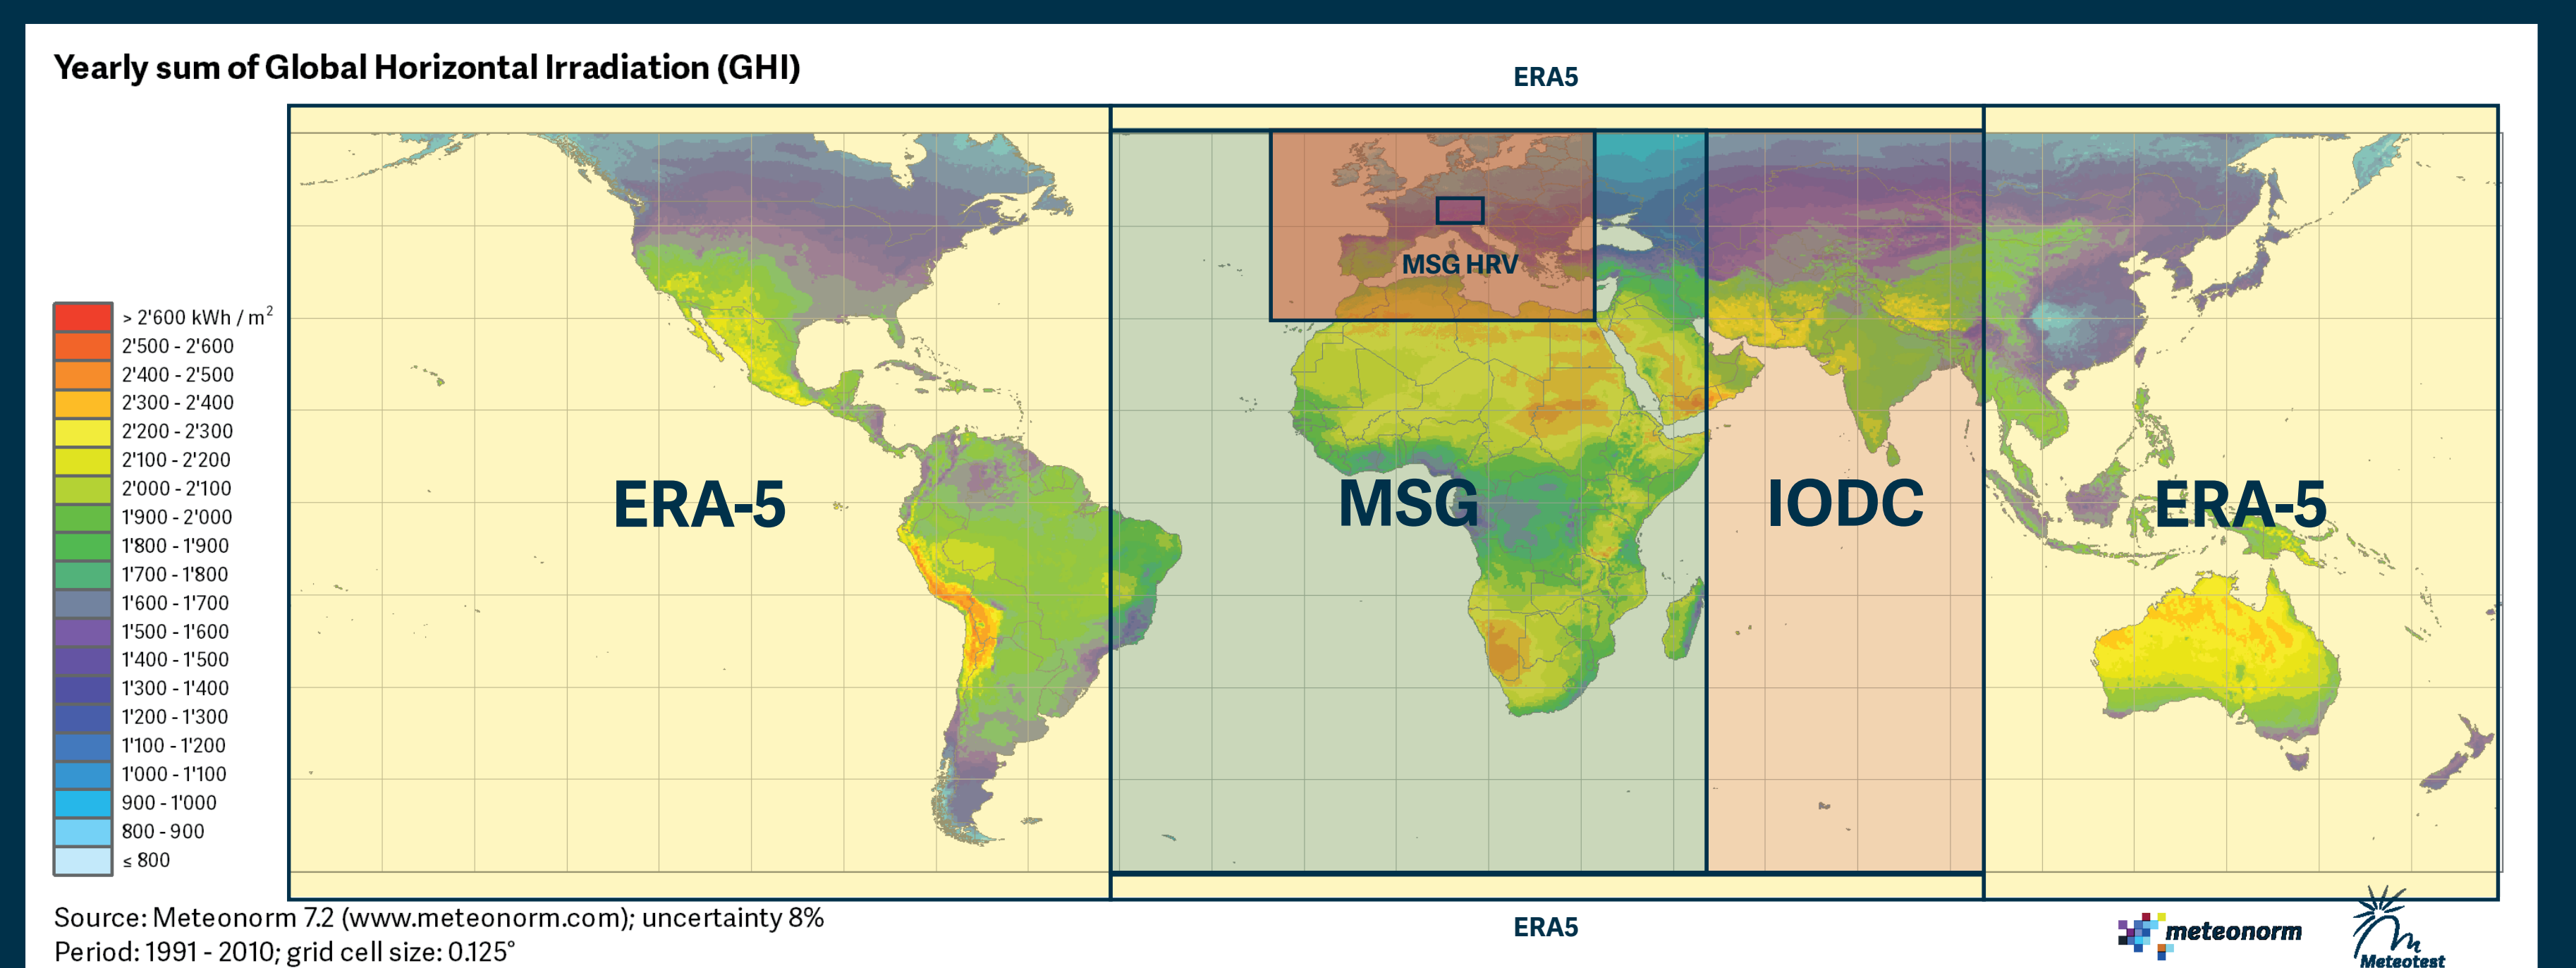 Yearly sum of Global Horizontal Irradiation (GHI)
ERA5
MSG HRV
> 2'600 kWh / m²
2'500 - 2'600
2'400 - 2'500
2'300 - 2'400
2'200 - 2'300
2'100 - 2'200
2'000 - 2'100
1'900 - 2'000
1'800 - 1'900
1'700 - 1'800
1'600 - 1'700
1'500 - 1'600
1'400 - 1'500
1'300 - 1'400
1'200 - 1'300
1'100 - 1'200
1'000 - 1'100
900 - 1'000
800 - 900
≤ 800
ERA-5
MSG
IODC
ERA-5
Source: Meteonorm 7.2 (www.meteonorm.com); uncertainty 8%
Period: 1991 - 2010; grid cell size: 0.125°
ERA5
meteonorm
Meteotest